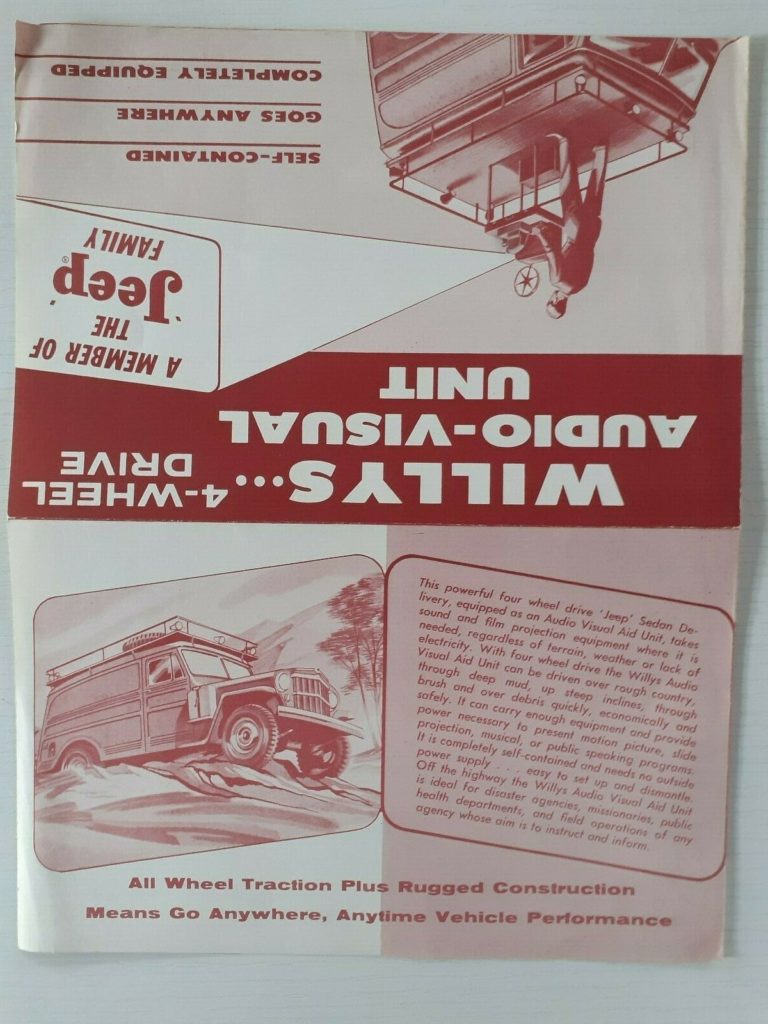 WILLYS... 4-WHEEL
DRIVE
AUDIO-VISUAL
UNIT
A MEMBER OF
THE
'Jeep'®
FAMILY
SELF-CONTAINED
GOES ANYWHERE
COMPLETELY EQUIPPED
This powerful four wheel drive 'Jeep' Sedan De-
livery, equipped as an Audio Visual Aid Unit, takes
sound and film projection equipment where it is
needed, regardless of terrain, weather or lack of
electricity. With four wheel drive the Willys Audio
Visual Aid Unit can be driven over rough country,
through deep mud, up steep inclines, through
brush and over debris quickly, economically and
safely. It can carry enough equipment and provide
power necessary to present motion picture, slide
projection, musical, or public speaking programs.
It is completely self-contained and needs no outside
power supply . . . easy to set up and dismantle.
Off the highway the Willys Audio Visual Aid Unit
is ideal for disaster agencies, missionaries, public
health departments, and field operations of any
agency whose aim is to instruct and inform.
All Wheel Traction Plus Rugged Construction
Means Go Anywhere, Anytime Vehicle Performance